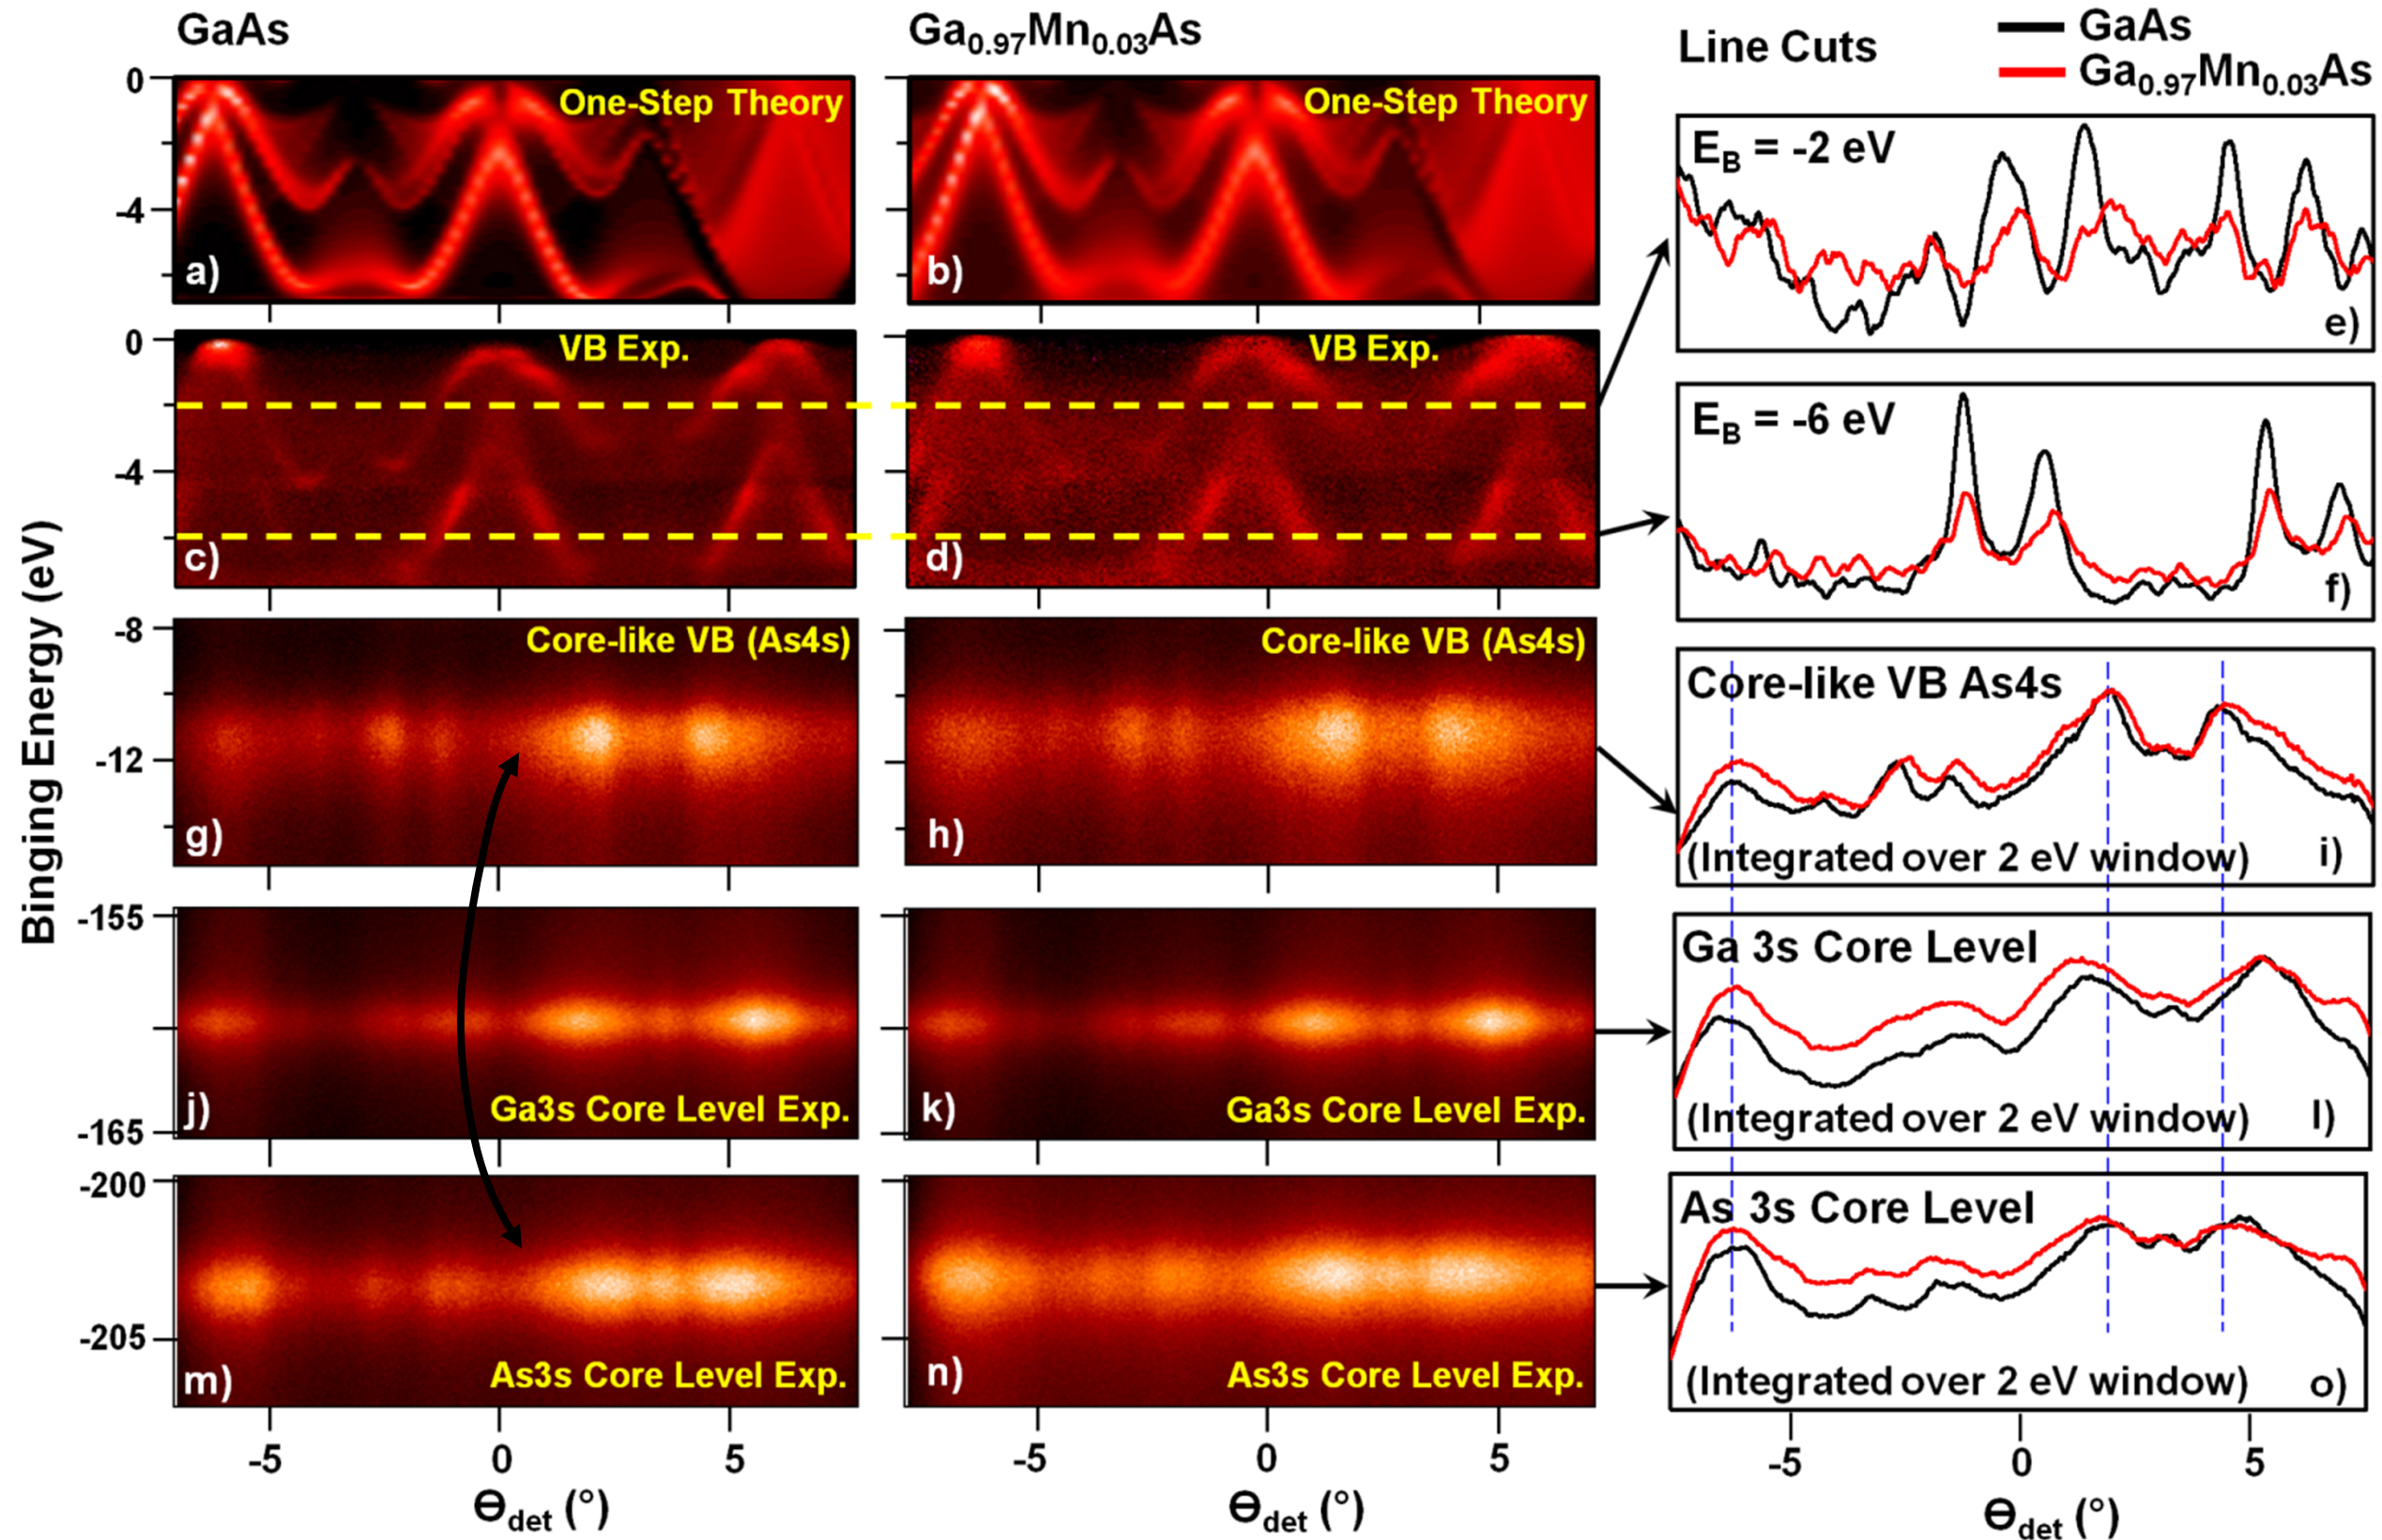 GaAs
Ga0.97Mn0.03As
Line Cuts
GaAs
Ga0.97Mn0.03As
Binging Energy (eV)
0
-4
One-Step Theory
a)
One-Step Theory
b)
EB = -2 eV
e)
0
-4
VB Exp.
c)
VB Exp.
d)
EB = -6 eV
f)
-8
-12
Core-like VB (As4s)
g)
Core-like VB (As4s)
h)
Core-like VB As4s
(Integrated over 2 eV window)
i)
-155
-165
j)
Ga3s Core Level Exp.
k)
Ga3s Core Level Exp.
Ga 3s Core Level
(Integrated over 2 eV window)
l)
-200
-205
m)
As3s Core Level Exp.
n)
As3s Core Level Exp.
As 3s Core Level
(Integrated over 2 eV window)
o)
-5 0 5
-5 0 5
-5 0 5
Θdet (°)
Θdet (°)
Θdet (°)